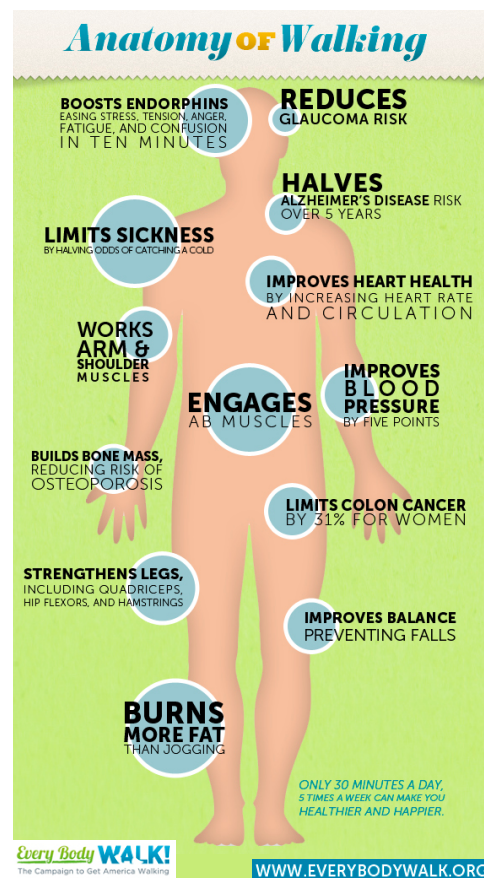 Anatomy OF Walking
BOOSTS ENDORPHINS
EASING STRESS, TENSION, ANGER,
FATIGUE, AND CONFUSION
IN TEN MINUTES
REDUCES
GLAUCOMA RISK
HALVES
ALZHEIMER'S DISEASE RISK
OVER 5 YEARS
LIMITS SICKNESS
BY HALVING ODDS OF CATCHING A COLD
IMPROVES HEART HEALTH
BY INCREASING HEART RATE
AND CIRCULATION
WORKS
ARM &
SHOULDER
MUSCLES
ENGAGES
AB MUSCLES
IMPROVES
BLOOD
PRESSURE
BY FIVE POINTS
BUILDS BONE MASS,
REDUCING RISK OF
OSTEOPOROSIS
LIMITS COLON CANCER
BY 31% FOR WOMEN
STRENGTHENS LEGS,
INCLUDING QUADRICEPS,
HIP FLEXORS, AND HAMSTRINGS
IMPROVES BALANCE
PREVENTING FALLS
BURNS
MORE FAT
THAN JOGGING
ONLY 30 MINUTES A DAY,
5 TIMES A WEEK CAN MAKE YOU
HEALTHIER AND HAPPIER.
Every Body WALK!
The Campaign to Get America Walking
WWW.EVERYBODYWALK.ORG